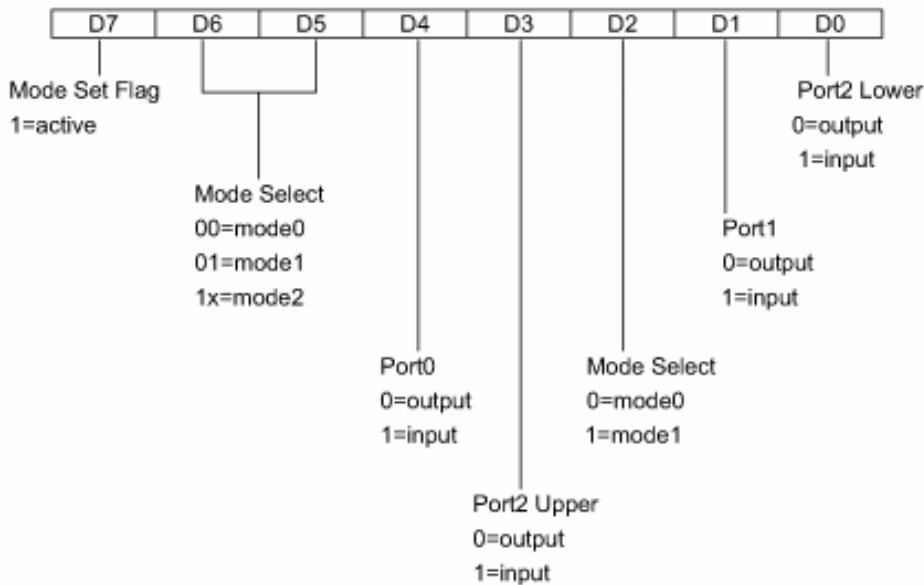 D7 D6 D5 D4 D3 D2 D1 D0
Mode Set Flag
1=active
Mode Select
00=mode0
01=mode1
1x=mode2
Port0
0=output
1=input
Port2 Upper
0=output
1=input
Mode Select
0=mode0
1=mode1
Port1
0=output
1=input
Port2 Lower
0=output
1=input